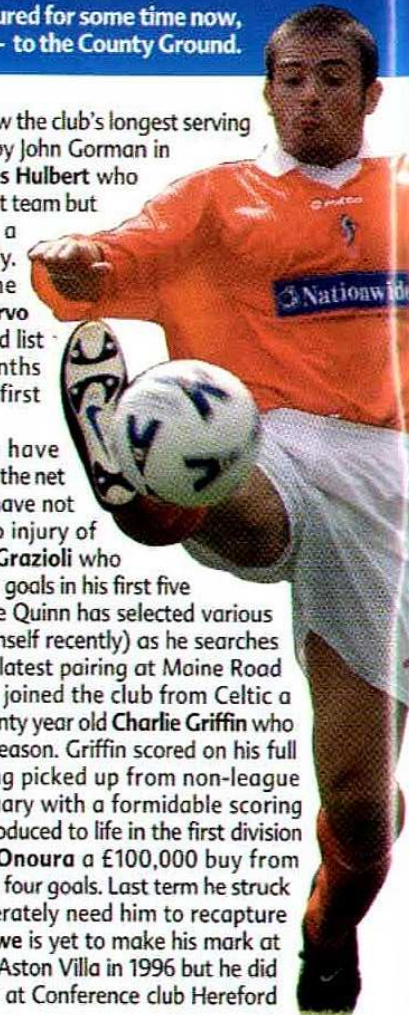 ured for some time now,
- to the County Ground.
w the club's longest serving
by John Gorman in
s Hulbert who
t team but
a
y.
ne
rvo
d list
nths
first
have
the net
ave not
o injury of
Grazioli who
goals in his first five
e Quinn has selected various
nself recently) as he searches
latest pairing at Maine Road
joined the club from Celtic a
nty year old Charlie Griffin who
eason. Griffin scored on his full
ng picked up from non-league
ary with a formidable scoring
oduced to life in the first division
Onoura a £100,000 buy from
four goals. Last term he struck
erately need him to recapture
we is yet to make his mark at
Aston Villa in 1996 but he did
at Conference club Hereford
Nationwide